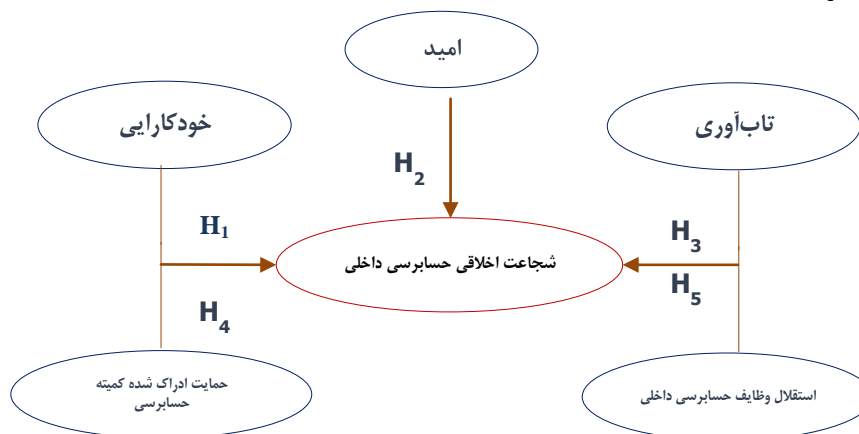 امید
خودکارایی
تاب‌آوری
H2
H1
H3
شجاعت اخلاقی حسابرسی داخلی
H5
H4
حمایت ادراک شده کمیته
حسابرسی
استقلال وظایف حسابرسی داخلی